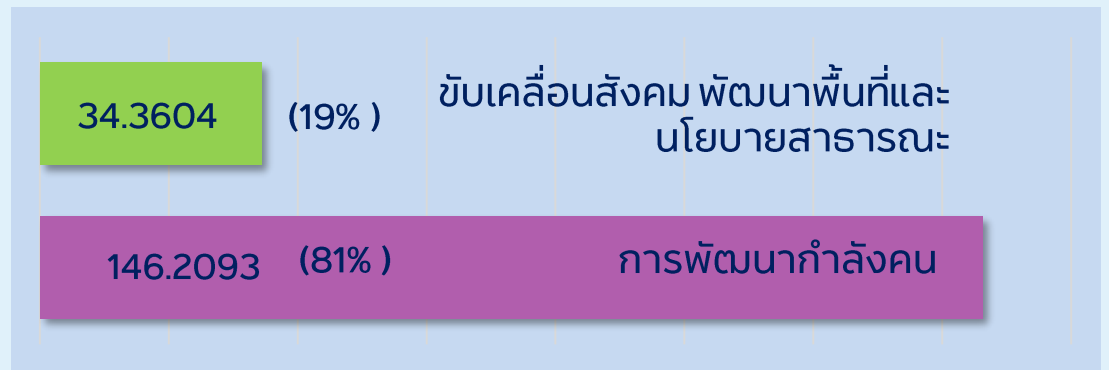 34.3604 (19% ) ขับเคลื่อนสังคม พัฒนาพื้นที่และ
นโยบายสาธารณะ
146.2093 (81% ) การพัฒนากำลังคน